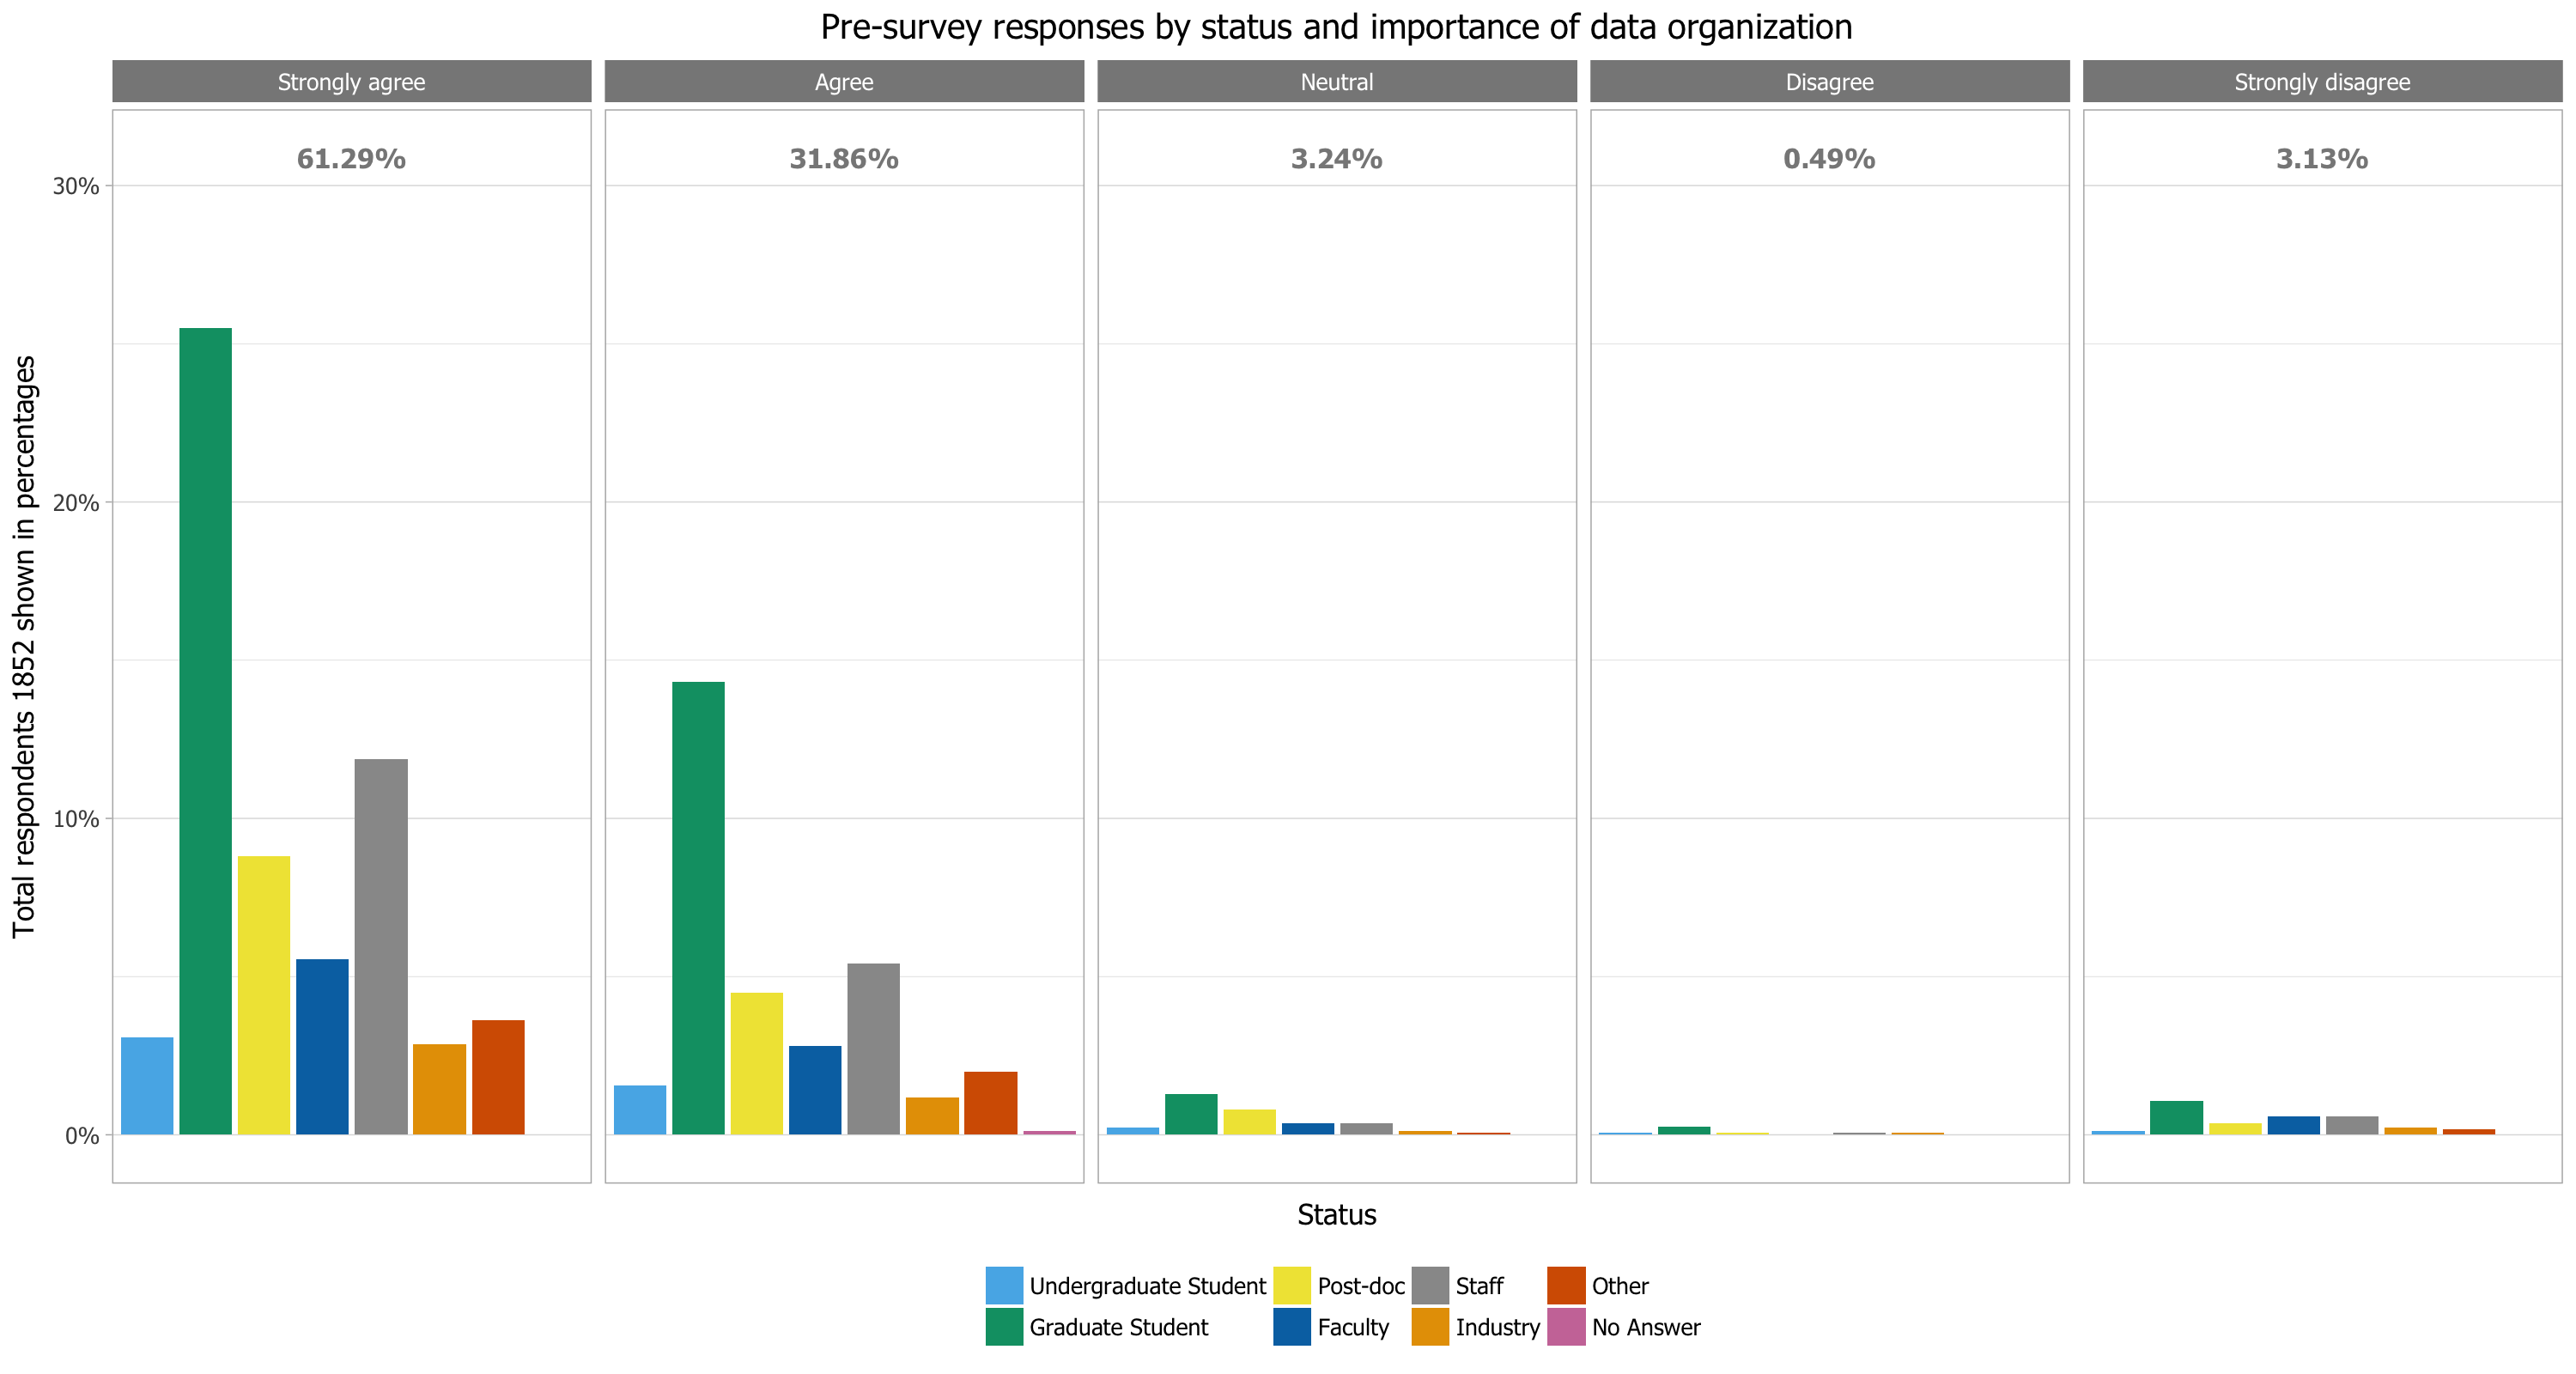 Pre-survey responses by status and importance of data organization
Strongly agree
Agree
Neutral
Disagree
Strongly disagree
61.29%
31.86%
3.24%
0.49%
3.13%
30%
20%
10%
0%
Total respondents 1852 shown in percentages
Status
Undergraduate Student
Post-doc
Staff
Other
Graduate Student
Faculty
Industry
No Answer